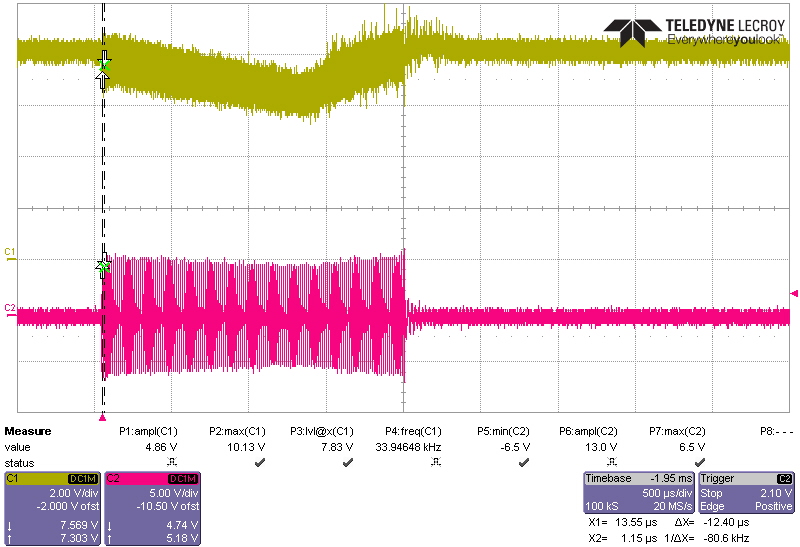 TELEDYNE LECROY
Everywhereyoulook
C1
C2
Measure P1:ampl(C1) P2:max(C1) P3:lvl@x(C1) P4:freq(C1) P5:min(C2) P6:ampl(C2) P7:max(C2) P8:- - -
value 4.86 V 10.13 V 7.83 V 33.94648 kHz -6.5 V 13.0 V 6.5 V
status
C1 DC1M C2 DC1M Timebase -1.95 ms Trigger C2
2.00 V/div 5.00 V/div 500 µs/div Stop 2.10 V
-2.000 V ofst -10.50 V ofst 100 kS 20 MS/s Edge Positive
↓ 7.569 V ↓ 4.74 V X1= 13.55 µs ΔX= -12.40 µs
↑ 7.303 V ↑ 5.18 V X2= 1.15 µs 1/ΔX= -80.6 kHz